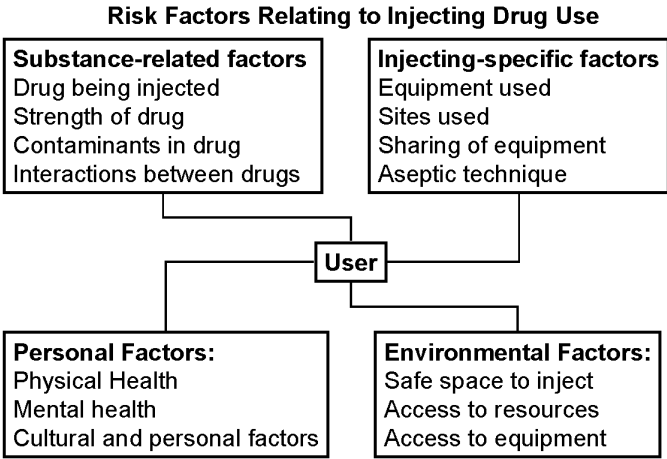 Risk Factors Relating to Injecting Drug Use
Substance-related factors
Drug being injected
Strength of drug
Contaminants in drug
Interactions between drugs
Injecting-specific factors
Equipment used
Sites used
Sharing of equipment
Aseptic technique
User
Personal Factors:
Physical Health
Mental health
Cultural and personal factors
Environmental Factors:
Safe space to inject
Access to resources
Access to equipment